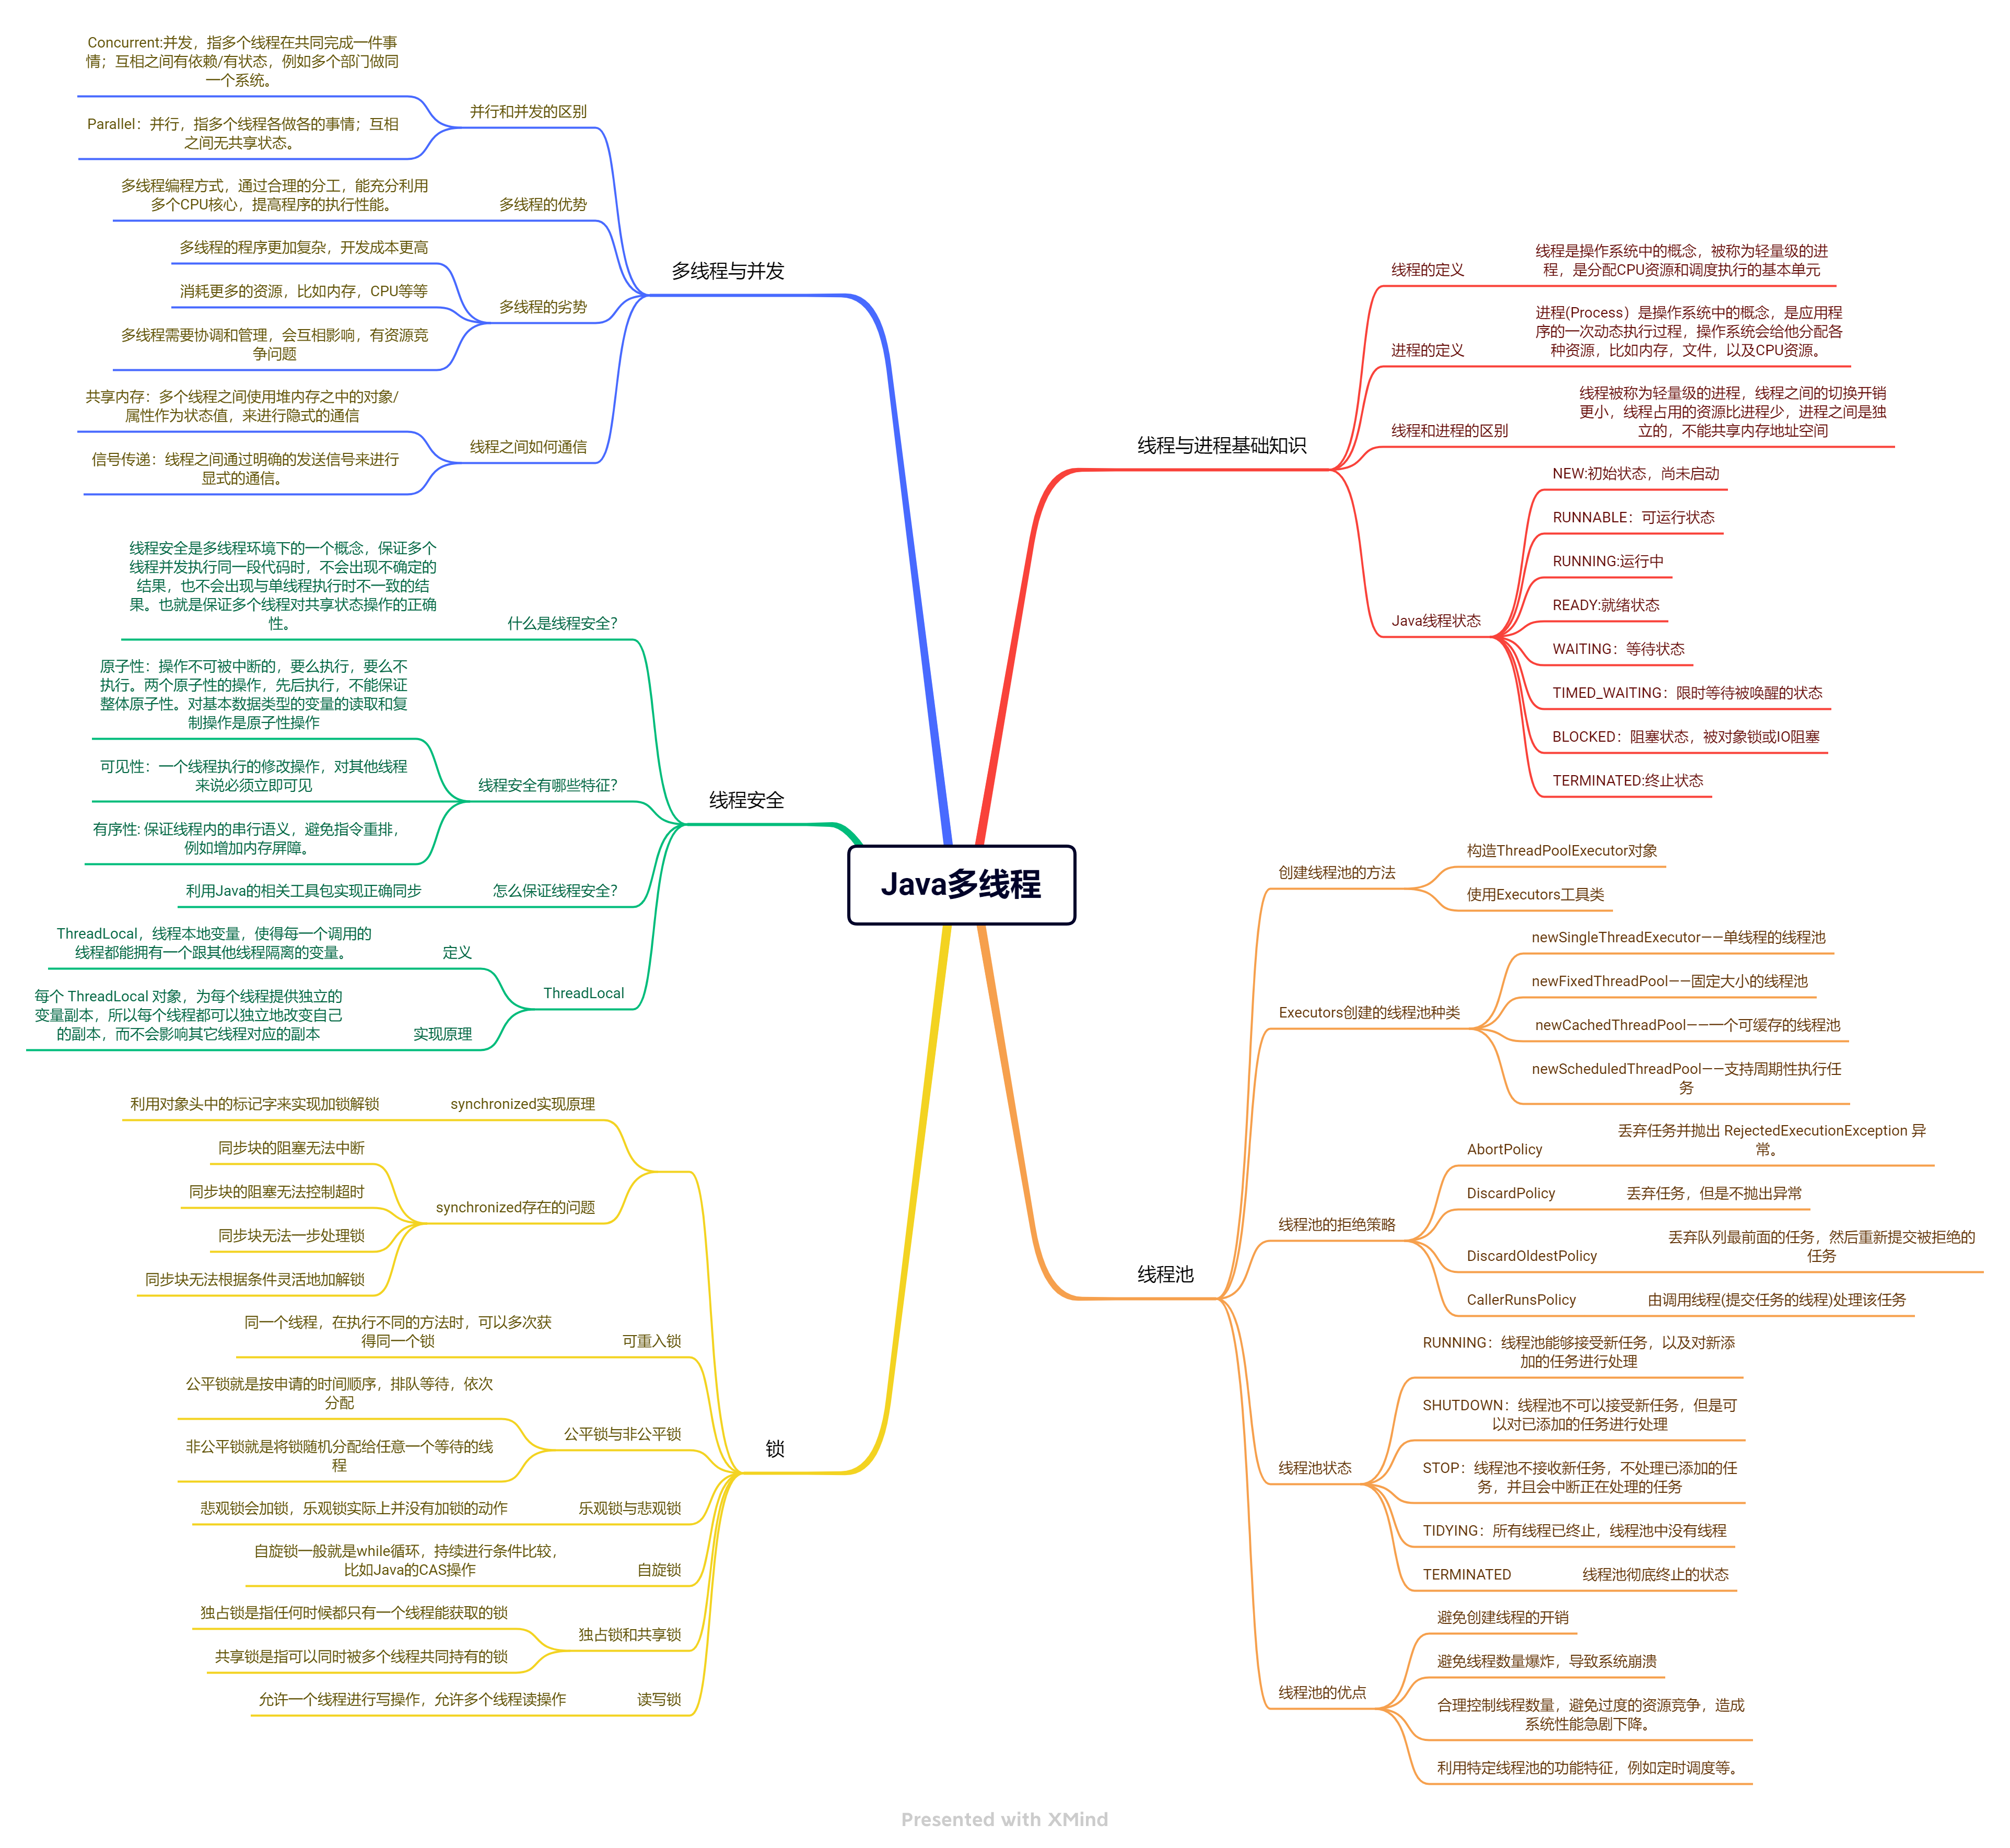 Java多线程
线程与进程基础知识
线程的定义
线程是操作系统中的概念，被称为轻量级的进
程，是分配CPU资源和调度执行的基本单元
进程的定义
进程(Process）是操作系统中的概念，是应用程
序的一次动态执行过程，操作系统会给他分配各
种资源，比如内存，文件，以及CPU资源。
线程和进程的区别
线程被称为轻量级的进程，线程之间的切换开销
更小，线程占用的资源比进程少，进程之间是独
立的，不能共享内存地址空间
Java线程状态
NEW:初始状态，尚未启动
RUNNABLE：可运行状态
RUNNING:运行中
READY:就绪状态
WAITING：等待状态
TIMED_WAITING：限时等待被唤醒的状态
BLOCKED：阻塞状态，被对象锁或IO阻塞
TERMINATED:终止状态
线程池
创建线程池的方法
构造ThreadPoolExecutor对象
使用Executors工具类
Executors创建的线程池种类
newSingleThreadExecutor——单线程的线程池
newFixedThreadPool——固定大小的线程池
newCachedThreadPool——一个可缓存的线程池
newScheduledThreadPool——支持周期性执行任
务
线程池的拒绝策略
AbortPolicy
丢弃任务并抛出 RejectedExecutionException 异
常。
DiscardPolicy
丢弃任务，但是不抛出异常
DiscardOldestPolicy
丢弃队列最前面的任务，然后重新提交被拒绝的
任务
CallerRunsPolicy
由调用线程(提交任务的线程)处理该任务
线程池状态
RUNNING：线程池能够接受新任务，以及对新添
加的任务进行处理
SHUTDOWN：线程池不可以接受新任务，但是可
以对已添加的任务进行处理
STOP：线程池不接收新任务，不处理已添加的任
务，并且会中断正在处理的任务
TIDYING：所有线程已终止，线程池中没有线程
TERMINATED
线程池彻底终止的状态
线程池的优点
避免创建线程的开销
避免线程数量爆炸，导致系统崩溃
合理控制线程数量，避免过度的资源竞争，造成
系统性能急剧下降。
利用特定线程池的功能特征，例如定时调度等。
多线程与并发
并行和并发的区别
Concurrent:并发，指多个线程在共同完成一件事
情；互相之间有依赖/有状态，例如多个部门做同
一个系统。
Parallel：并行，指多个线程各做各的事情；互相
之间无共享状态。
多线程的优势
多线程编程方式，通过合理的分工，能充分利用
多个CPU核心，提高程序的执行性能。
多线程的劣势
多线程的程序更加复杂，开发成本更高
消耗更多的资源，比如内存，CPU等等
多线程需要协调和管理，会互相影响，有资源竞
争问题
线程之间如何通信
共享内存：多个线程之间使用堆内存之中的对象/
属性作为状态值，来进行隐式的通信
信号传递：线程之间通过明确的发送信号来进行
显式的通信。
线程安全
什么是线程安全？
线程安全是多线程环境下的一个概念，保证多个
线程并发执行同一段代码时，不会出现不确定的
结果，也不会出现与单线程执行时不一致的结
果。也就是保证多个线程对共享状态操作的正确
性。
线程安全有哪些特征？
原子性：操作不可被中断的，要么执行，要么不
执行。两个原子性的操作，先后执行，不能保证
整体原子性。对基本数据类型的变量的读取和复
制操作是原子性操作
可见性：一个线程执行的修改操作，对其他线程
来说必须立即可见
有序性: 保证线程内的串行语义，避免指令重排，
例如增加内存屏障。
怎么保证线程安全？
利用Java的相关工具包实现正确同步
ThreadLocal
定义
ThreadLocal，线程本地变量，使得每一个调用的
线程都能拥有一个跟其他线程隔离的变量。
实现原理
每个 ThreadLocal 对象，为每个线程提供独立的
变量副本，所以每个线程都可以独立地改变自己
的副本，而不会影响其它线程对应的副本
锁
synchronized实现原理
利用对象头中的标记字来实现加锁解锁
synchronized存在的问题
同步块的阻塞无法中断
同步块的阻塞无法控制超时
同步块无法一步处理锁
同步块无法根据条件灵活地加解锁
可重入锁
同一个线程，在执行不同的方法时，可以多次获
得同一个锁
公平锁与非公平锁
公平锁就是按申请的时间顺序，排队等待，依次
分配
非公平锁就是将锁随机分配给任意一个等待的线
程
乐观锁与悲观锁
悲观锁会加锁，乐观锁实际上并没有加锁的动作
自旋锁
自旋锁一般就是while循环，持续进行条件比较，
比如Java的CAS操作
独占锁和共享锁
独占锁是指任何时候都只有一个线程能获取的锁
共享锁是指可以同时被多个线程共同持有的锁
读写锁
允许一个线程进行写操作，允许多个线程读操作
Presented with XMind